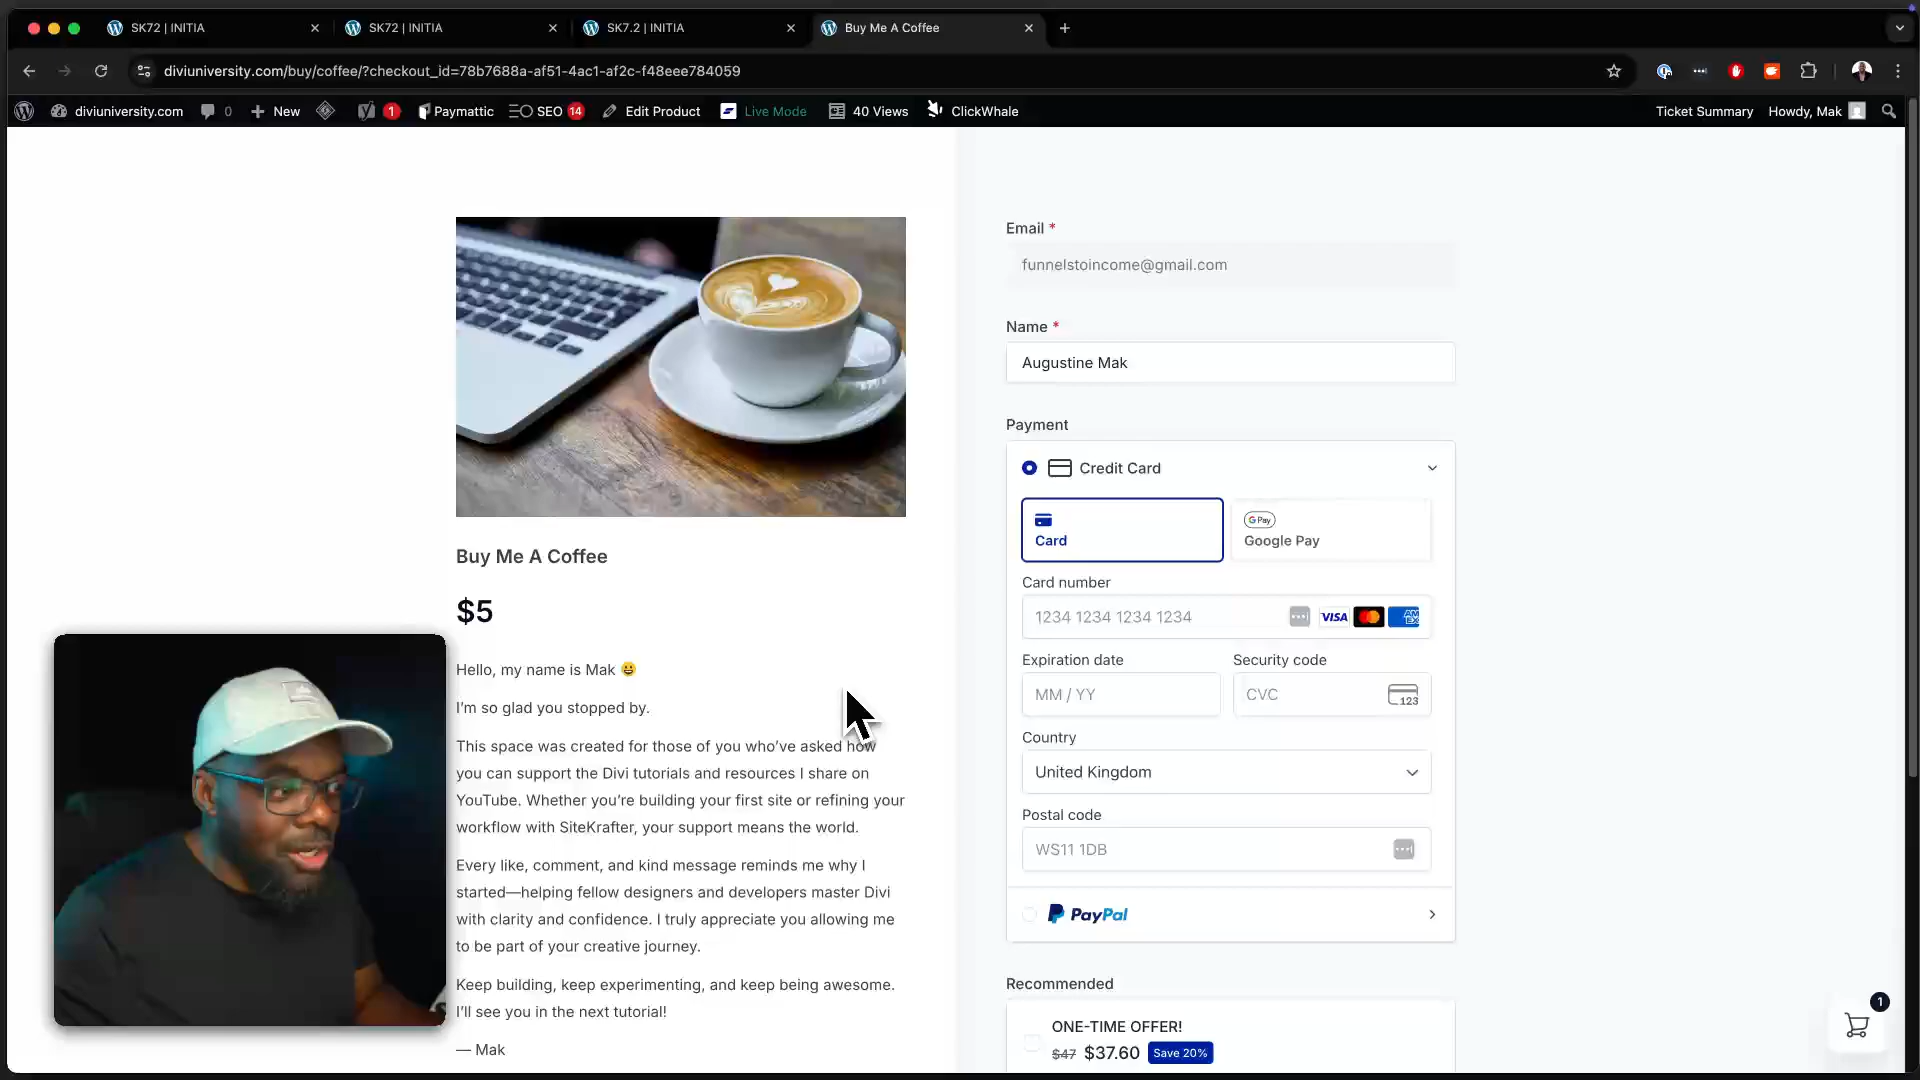 SK72 | INITIA
SK72 | INITIA
SK7.2 | INITIA
Buy Me A Coffee
diviuniversity.com/buy/coffee/?checkout_id=78b7688a-af51-4ac1-af2c-f48eee784059
diviuniversity.com
0
New
1
Paymattic
SEO 14
Edit Product
Live Mode
40 Views
ClickWhale
Ticket Summary
Howdy, Mak
Buy Me A Coffee
$5
Hello, my name is Mak 😀
I'm so glad you stopped by.
This space was created for those of you who've asked how
you can support the Divi tutorials and resources I share on
YouTube. Whether you're building your first site or refining your
workflow with SiteKrafter, your support means the world.
Every like, comment, and kind message reminds me why I
started—helping fellow designers and developers master Divi
with clarity and confidence. I truly appreciate you allowing me
to be part of your creative journey.
Keep building, keep experimenting, and keep being awesome.
I'll see you in the next tutorial!
— Mak
Email *
funnelstoincome@gmail.com
Name *
Augustine Mak
Payment
Credit Card
Card
G Pay
Google Pay
Card number
1234 1234 1234 1234
VISA
AMEX
Expiration date
Security code
MM / YY
CVC
123
Country
United Kingdom
Postal code
WS11 1DB
PayPal
Recommended
ONE-TIME OFFER!
$47 $37.60 Save 20%
1